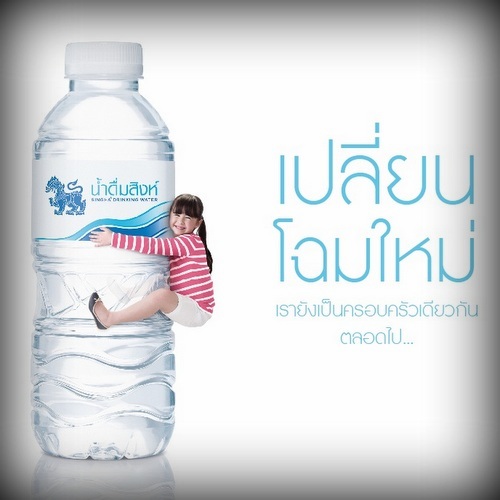 น้ำดื่มสิงห์
SINGHA DRINKING WATER
เปลี่ยน
โฉมใหม่
เรายังเป็นครอบครัวเดียวกัน
ตลอดไป...